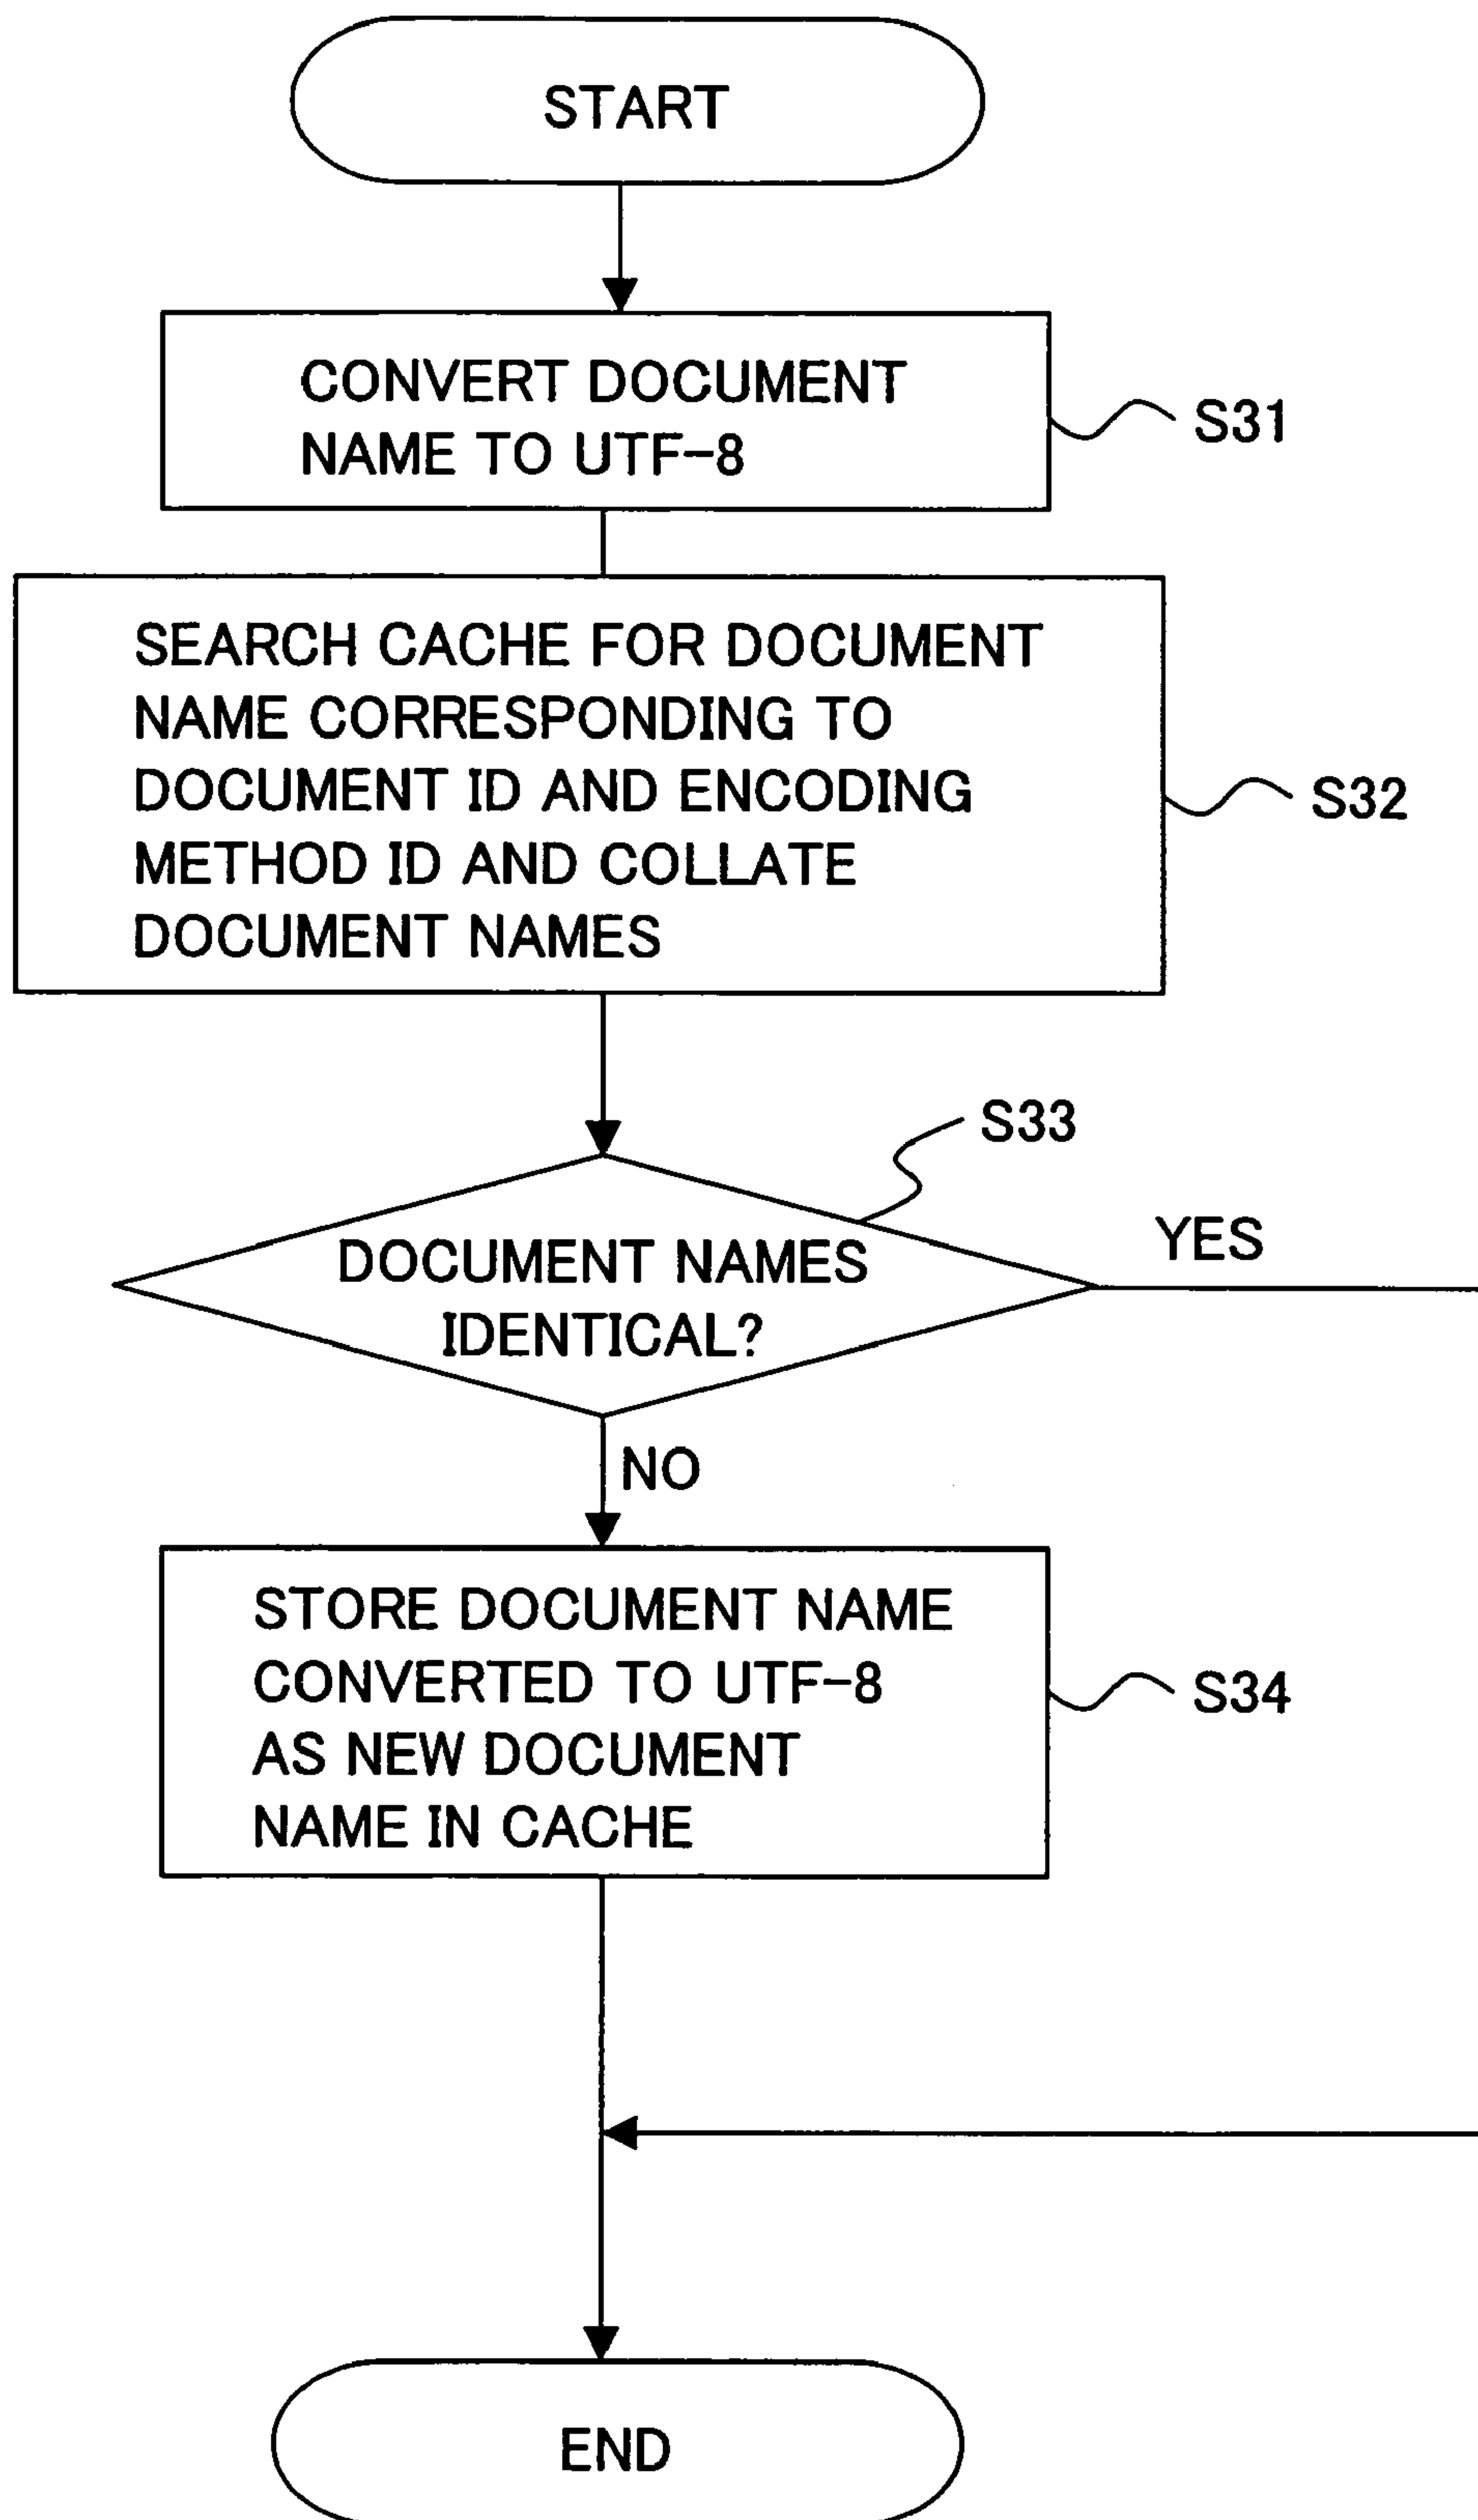 START
CONVERT DOCUMENT
NAME TO UTF-8
S31
SEARCH CACHE FOR DOCUMENT
NAME CORRESPONDING TO
DOCUMENT ID AND ENCODING
METHOD ID AND COLLATE
DOCUMENT NAMES
S32
S33
DOCUMENT NAMES
IDENTICAL?
YES
NO
STORE DOCUMENT NAME
CONVERTED TO UTF-8
AS NEW DOCUMENT
NAME IN CACHE
S34
END